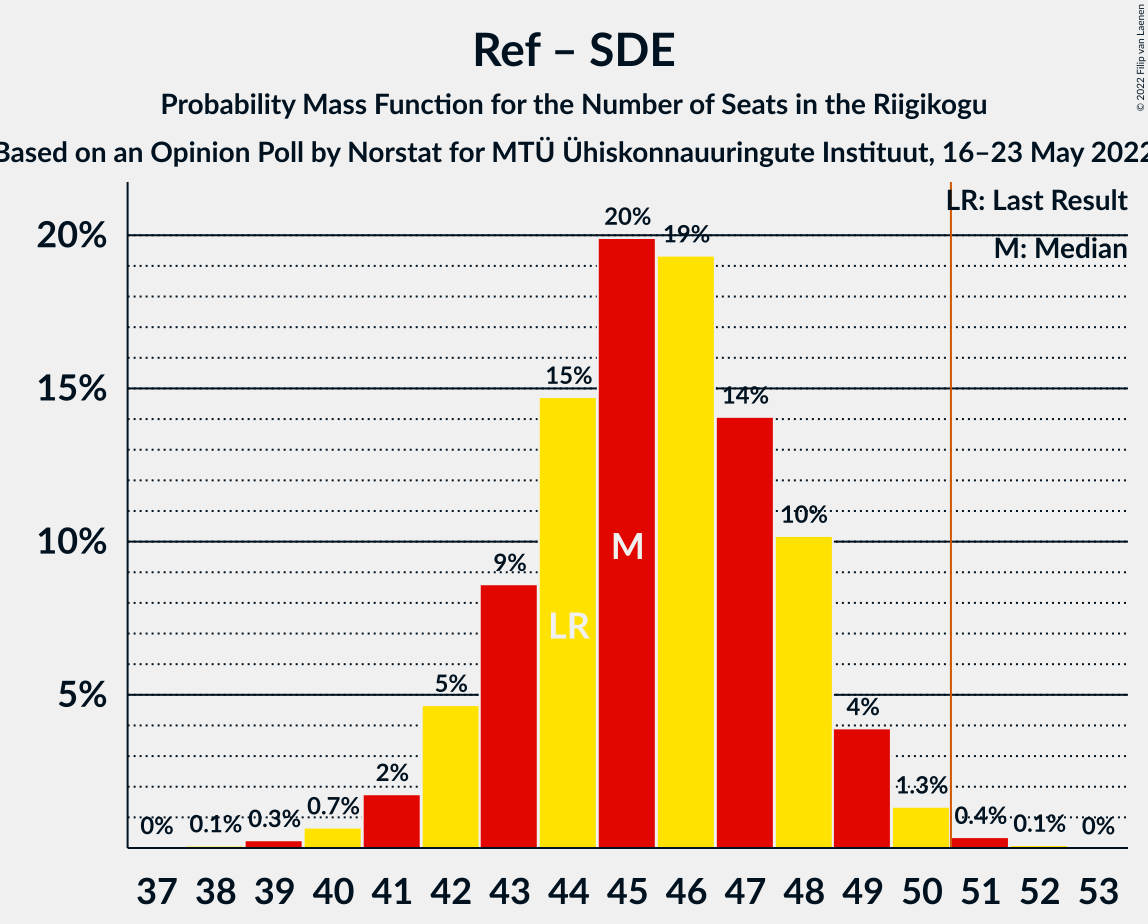 Ref – SDE
Probability Mass Function for the Number of Seats in the Riigikogu
Based on an Opinion Poll by Norstat for MTÜ Ühiskonnauuringute Instituut, 16–23 May 2022
© 2022 Filip van Laenen
LR: Last Result
M: Median
20%
15%
10%
5%
0%
0.1%
0.3%
0.7%
2%
5%
9%
15%
20%
19%
14%
10%
4%
1.3%
0.4%
0.1%
0%
LR
M
37 38 39 40 41 42 43 44 45 46 47 48 49 50 51 52 53